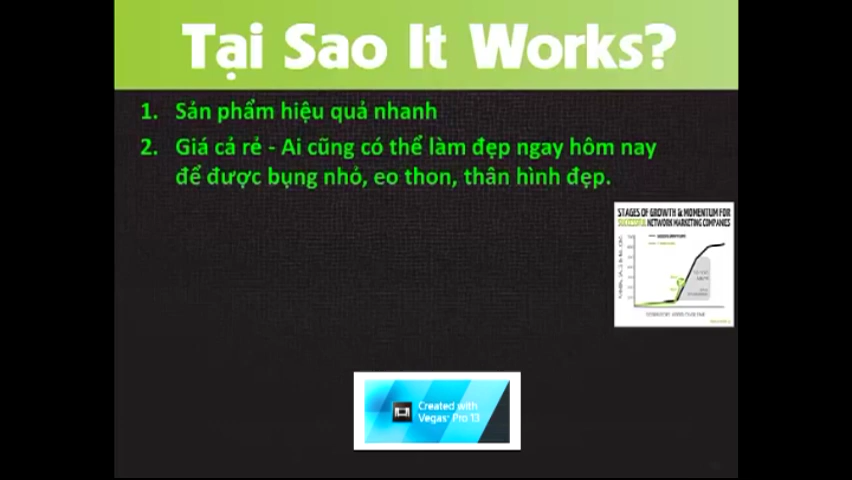 Tại Sao It Works?
1. Sản phẩm hiệu quả nhanh
2. Giá cả rẻ - Ai cũng có thể làm đẹp ngay hôm nay
để được bụng nhỏ, eo thon, thân hình đẹp.
STAGES OF GROWTH & MOMENTUM FOR
SUCCESSFUL NETWORK MARKETING COMPANIES
Created with
Vegas Pro 13